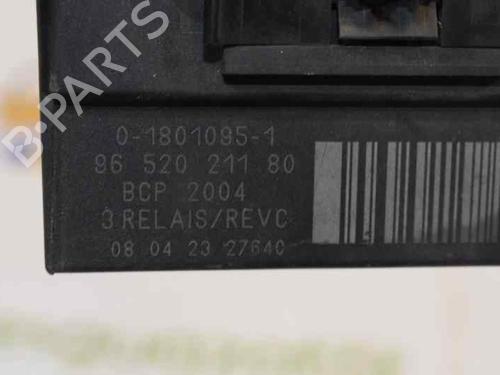 B-PARTS
0-1801095-1
96 520 211 80
BCP 2004
3 RELAIS/REVC
08 04 23 27640